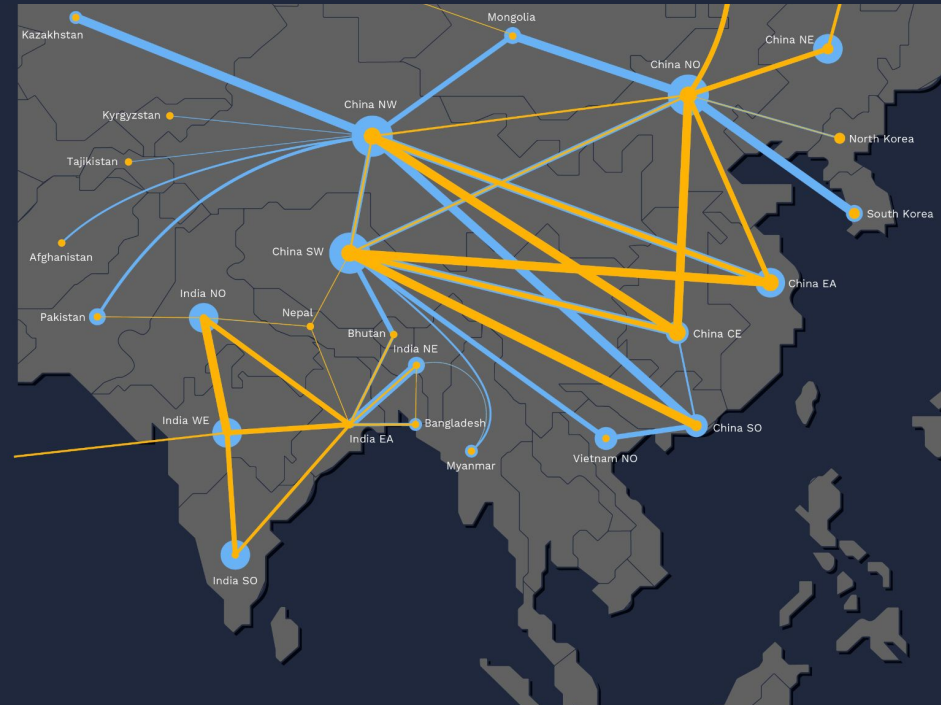 Mongolia
Kazakhstan
China NE
China NO
China NW
Kyrgyzstan
North Korea
Tajikistan
South Korea
China SW
Afghanistan
China EA
India NO
Nepal
Pakistan
Bhutan
China CE
India NE
India WE
Bangladesh
China SO
India EA
Vietnam NO
Myanmar
India SO